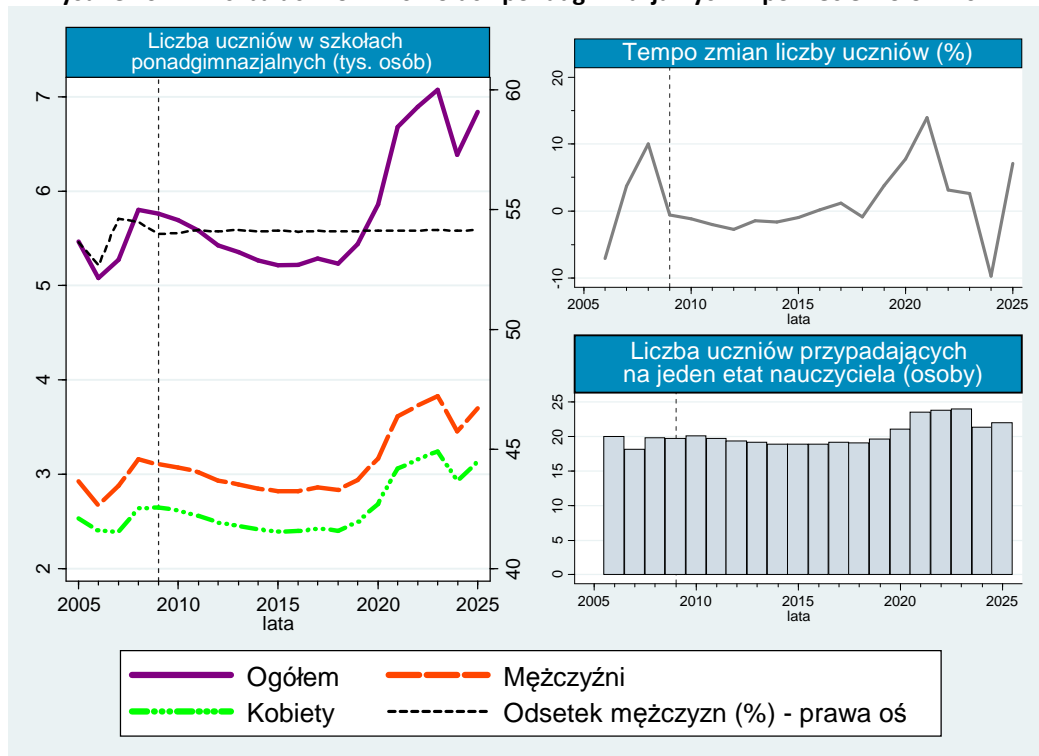 Liczba uczniów w szkołach
ponadgimnazjalnych (tys. osób)
7
6
5
4
3
2
60
55
50
45
40
2005 2010 2015 2020 2025
lata
Tempo zmian liczby uczniów (%)
20
10
0
-10
2005 2010 2015 2020 2025
lata
Liczba uczniów przypadających
na jeden etat nauczyciela (osoby)
25
20
15
10
5
0
2005 2010 2015 2020 2025
lata
Ogółem
Mężczyźni
Kobiety
Odsetek mężczyzn (%) - prawa oś